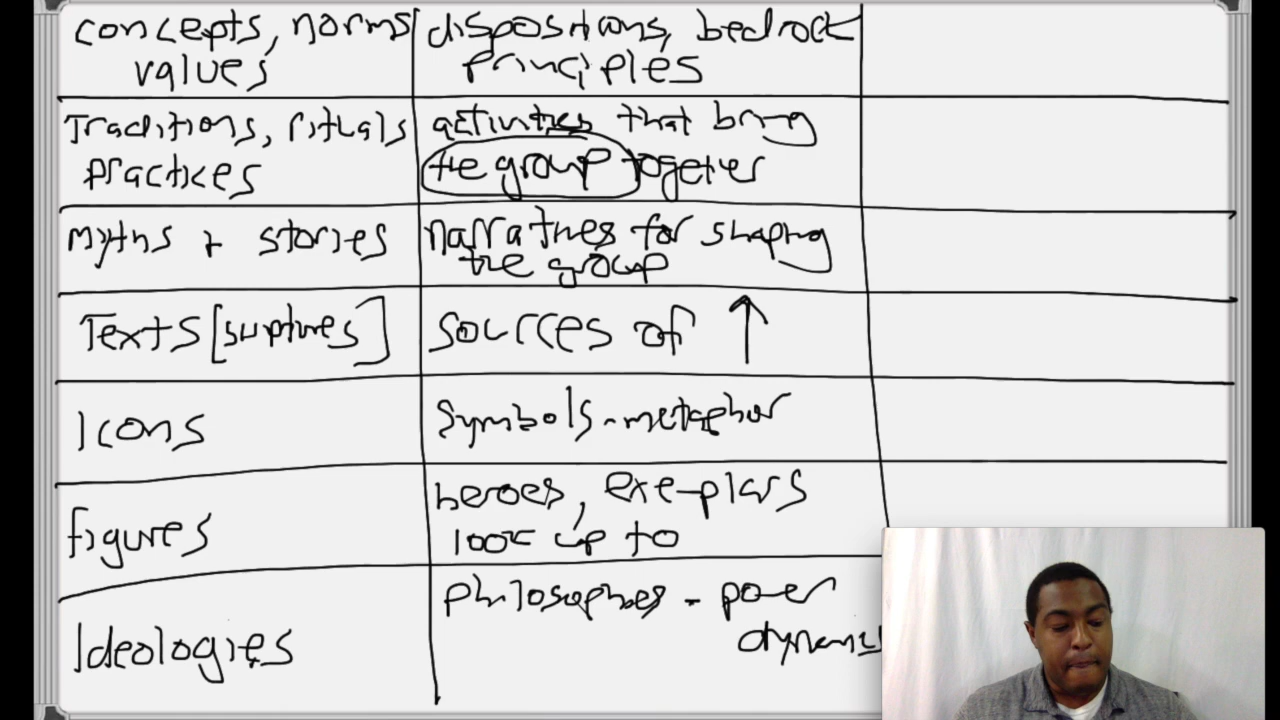 concepts, norms
values
dispositions, bedrock
principles
Traditions, rituals
practices
activities that bring
the group together
myths + stories
narratives for shaping
the group
Texts [scriptures]
sources of ↑
Icons
symbols - metaphor
figures
heroes, exemplars
look up to
Ideologies
philosophies - power
dynamics